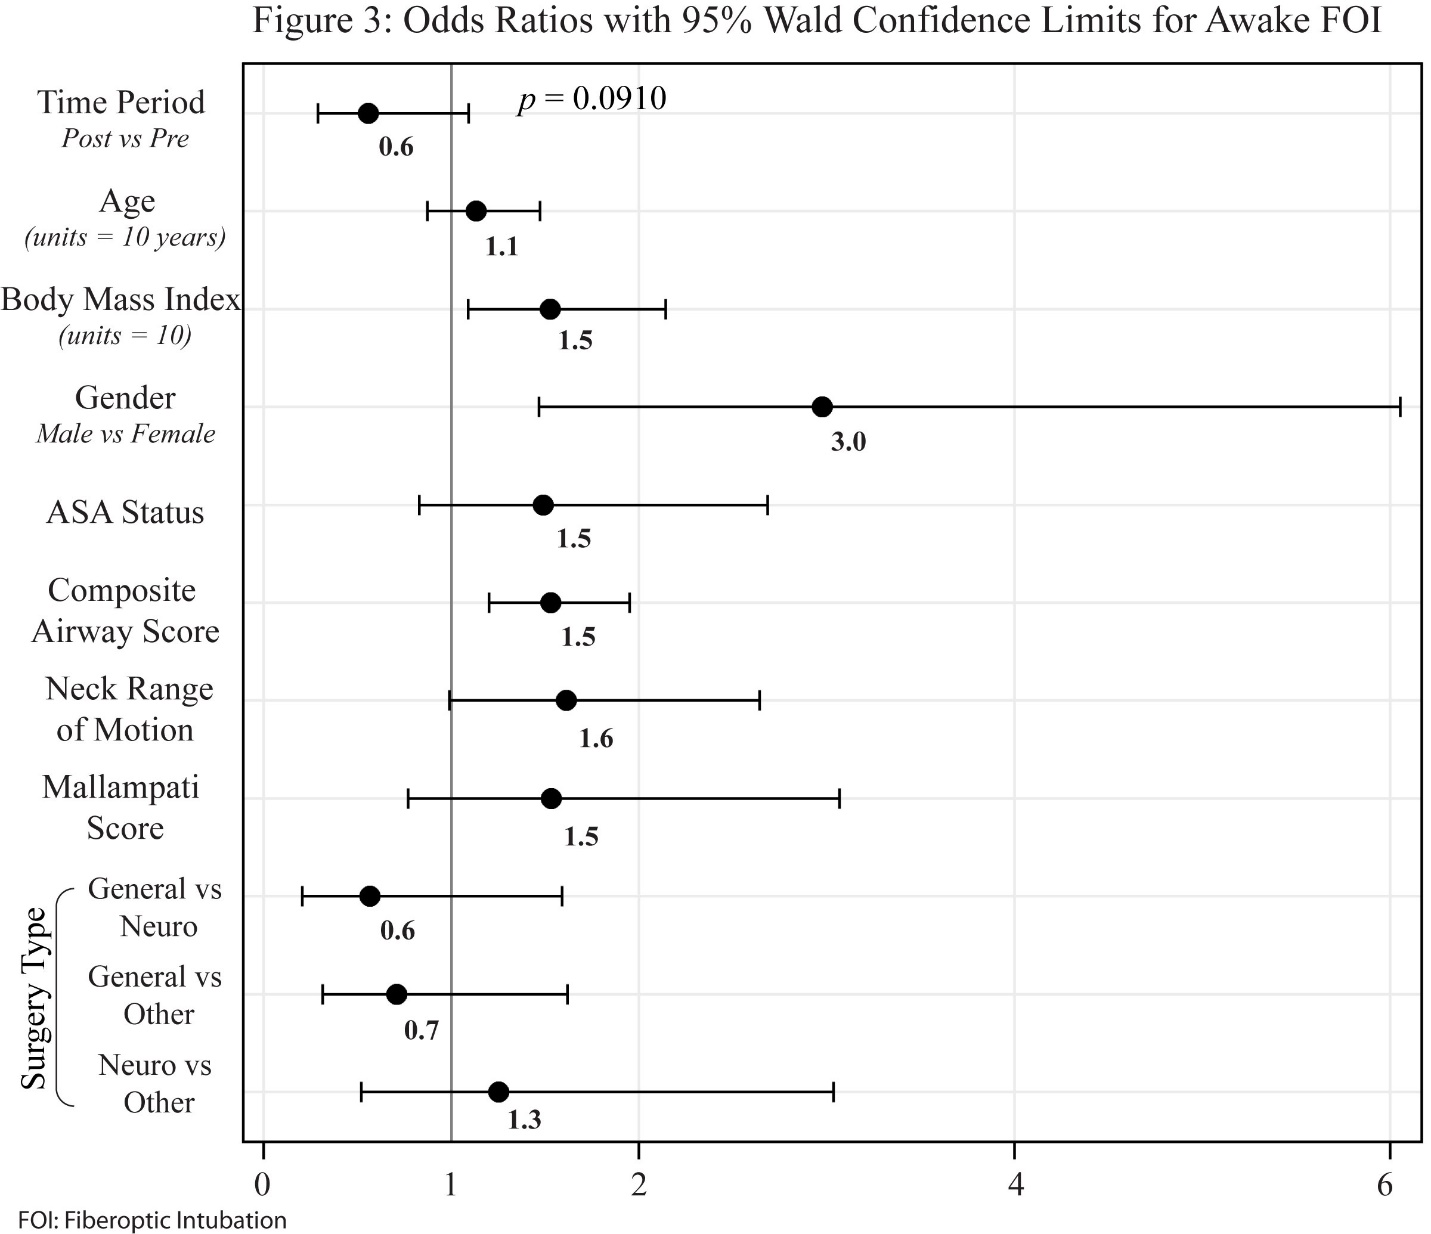 Figure 3: Odds Ratios with 95% Wald Confidence Limits for Awake FOI
Time Period
Post vs Pre
p = 0.0910
0.6
Age
(units = 10 years)
1.1
Body Mass Index
(units = 10)
1.5
Gender
Male vs Female
3.0
ASA Status
1.5
Composite
Airway Score
1.5
Neck Range
of Motion
1.6
Mallampati
Score
1.5
Surgery Type
General vs
Neuro
0.6
General vs
Other
0.7
Neuro vs
Other
1.3
0 1 2 4 6
FOI: Fiberoptic Intubation